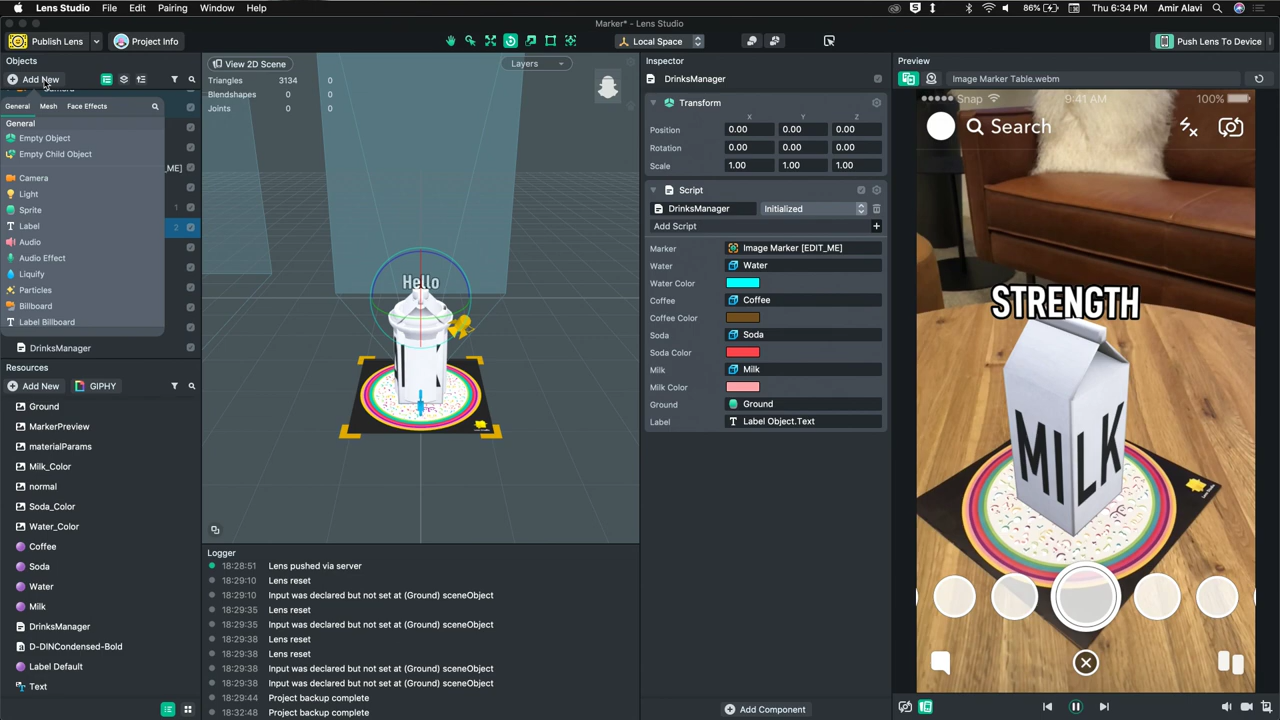 Lens Studio File Edit Pairing Window Help
86% Thu 6:34 PM Amir Alavi
Marker* - Lens Studio
Publish Lens Project Info
Local Space
Push Lens To Device
Objects
Add New
General Mesh Face Effects
General
Empty Object
Empty Child Object
Camera
Light
Sprite
Label
Audio
Audio Effect
Liquify
Particles
Billboard
Label Billboard
_ME]
1
2
DrinksManager
Resources
Add New GIPHY
Ground
MarkerPreview
materialParams
Milk_Color
normal
Soda_Color
Water_Color
Coffee
Soda
Water
Milk
DrinksManager
D-DINCondensed-Bold
Label Default
Text
View 2D Scene Layers
Triangles 3134 0
Blendshapes 0 0
Joints 0 0
Hello
Logger
18:28:51 Lens pushed via server
18:29:10 Lens reset
18:29:10 Input was declared but not set at (Ground) sceneObject
18:29:35 Lens reset
18:29:35 Input was declared but not set at (Ground) sceneObject
18:29:38 Lens reset
18:29:38 Lens reset
18:29:38 Input was declared but not set at (Ground) sceneObject
18:29:38 Input was declared but not set at (Ground) sceneObject
18:29:44 Project backup complete
18:32:48 Project backup complete
Inspector
DrinksManager
Transform
X Y Z
Position 0.00 0.00 0.00
Rotation 0.00 0.00 0.00
Scale 1.00 1.00 1.00
Script
DrinksManager Initialized
Add Script +
Marker Image Marker [EDIT_ME]
Water Water
Water Color
Coffee Coffee
Coffee Color
Soda Soda
Soda Color
Milk Milk
Milk Color
Ground Ground
Label Label Object.Text
Add Component
Preview
Image Marker Table.webm
Snap 9:41 AM 100%
Search
STRENGTH
MILK